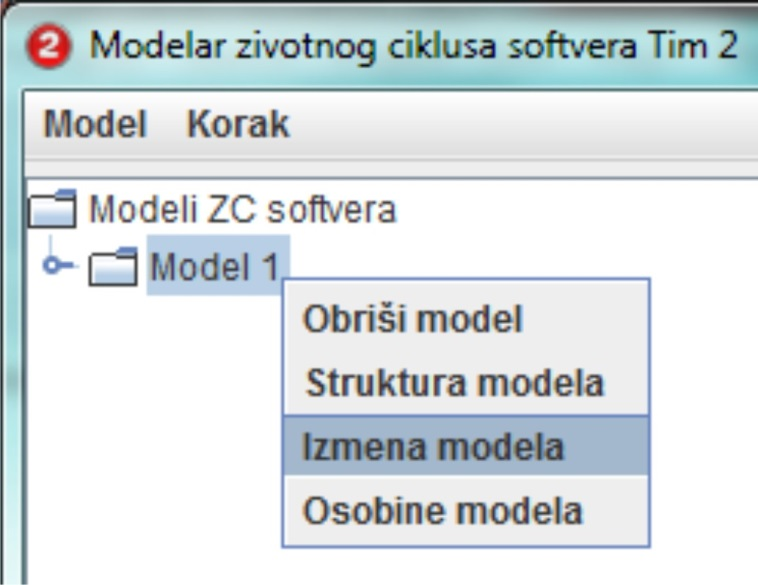 2 Modelar zivotnog ciklusa softvera Tim 2
Model Korak
Modeli ZC softvera
Model 1
Obriši model
Struktura modela
Izmena modela
Osobine modela